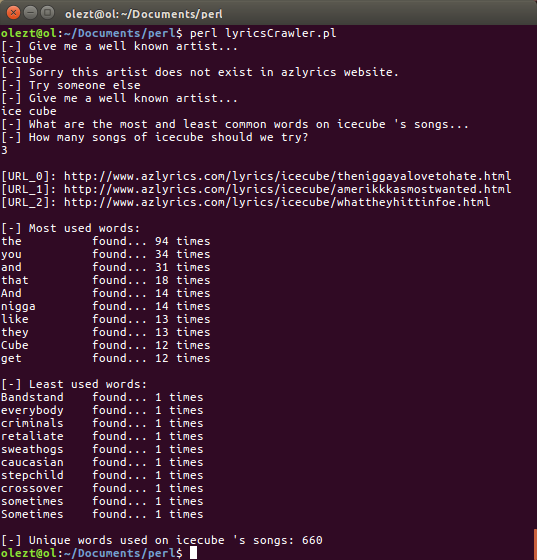 olezt@ol: ~/Documents/perl
olezt@ol:~/Documents/perl$ perl lyricsCrawler.pl
[-] Give me a well known artist...
iccube
[-] Sorry this artist does not exist in azlyrics website.
[-] Try someone else
[-] Give me a well known artist...
ice cube
[-] What are the most and least common words on icecube 's songs...
[-] How many songs of icecube should we try?
3
[URL_0]: http://www.azlyrics.com/lyrics/icecube/theniggayalovetohate.html
[URL_1]: http://www.azlyrics.com/lyrics/icecube/amerikkkasmostwanted.html
[URL_2]: http://www.azlyrics.com/lyrics/icecube/whattheyhittinfoe.html
[-] Most used words:
the found... 94 times
you found... 34 times
and found... 31 times
that found... 18 times
And found... 14 times
nigga found... 14 times
like found... 13 times
they found... 13 times
Cube found... 12 times
get found... 12 times
[-] Least used words:
Bandstand found... 1 times
everybody found... 1 times
criminals found... 1 times
retaliate found... 1 times
sweathogs found... 1 times
caucasian found... 1 times
stepchild found... 1 times
crossover found... 1 times
sometimes found... 1 times
Sometimes found... 1 times
[-] Unique words used on icecube 's songs: 660
olezt@ol:~/Documents/perl$